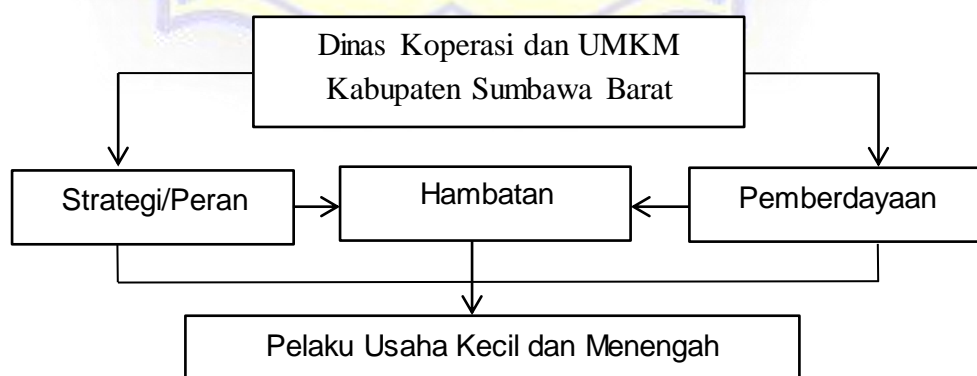 Dinas Koperasi dan UMKM
Kabupaten Sumbawa Barat
Strategi/Peran
Hambatan
Pemberdayaan
Pelaku Usaha Kecil dan Menengah